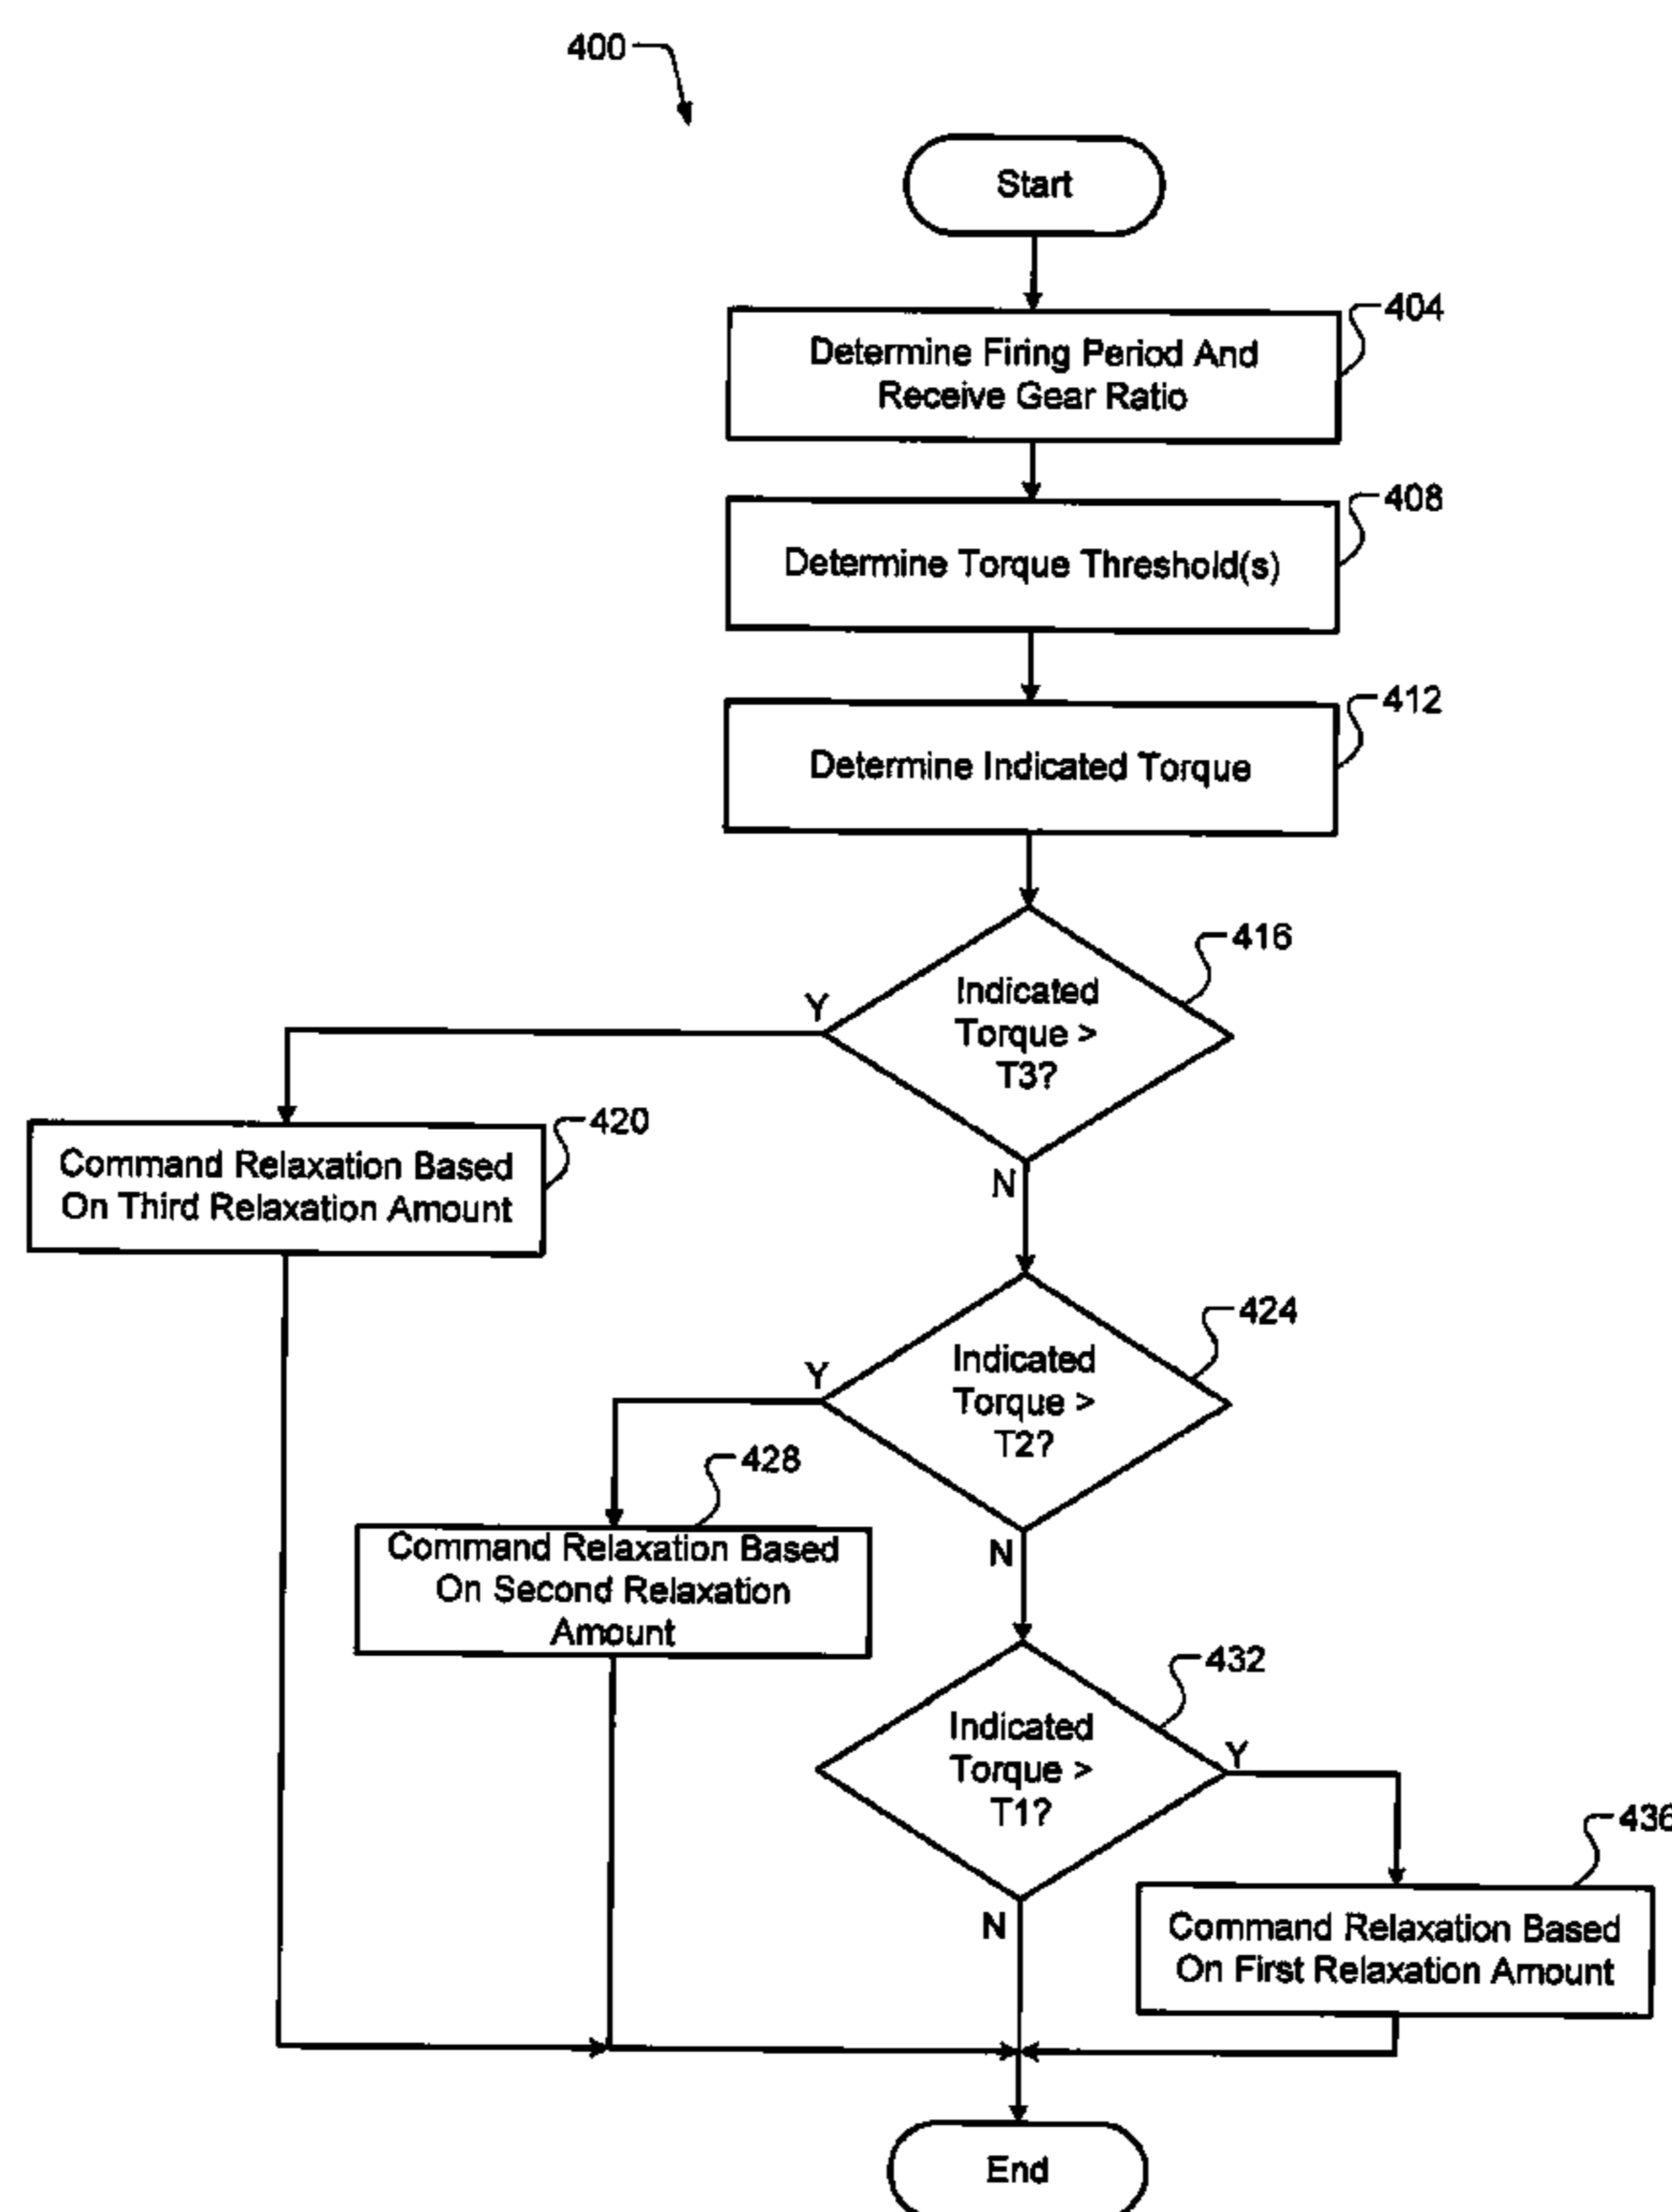 400
Start
404
Determine Firing Period And
Receive Gear Ratio
408
Determine Torque Threshold(s)
412
Determine Indicated Torque
416
Indicated
Torque >
T3?
Y
N
420
Command Relaxation Based
On Third Relaxation Amount
424
Indicated
Torque >
T2?
Y
N
428
Command Relaxation Based
On Second Relaxation
Amount
432
Indicated
Torque >
T1?
Y
N
436
Command Relaxation Based
On First Relaxation Amount
End